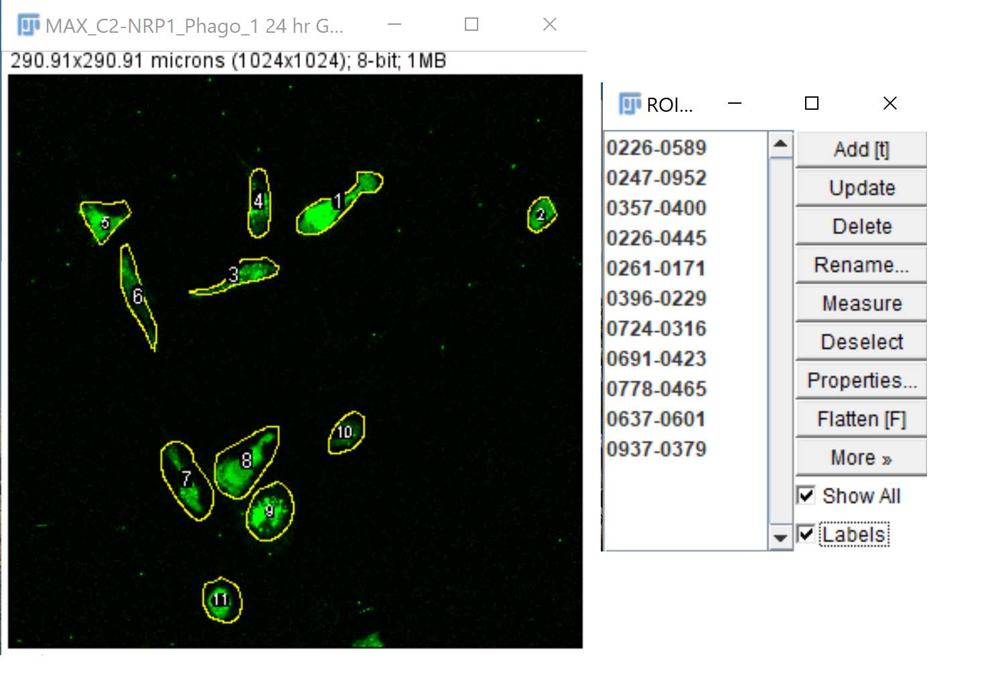 MAX_C2-NRP1_Phago_1 24 hr G...
290.91x290.91 microns (1024x1024); 8-bit; 1MB
4
1
5
2
3
6
10
8
7
9
11
ROI...
0226-0589
0247-0952
0357-0400
0226-0445
0261-0171
0396-0229
0724-0316
0691-0423
0778-0465
0637-0601
0937-0379
Add [t]
Update
Delete
Rename...
Measure
Deselect
Properties...
Flatten [F]
More »
Show All
Labels